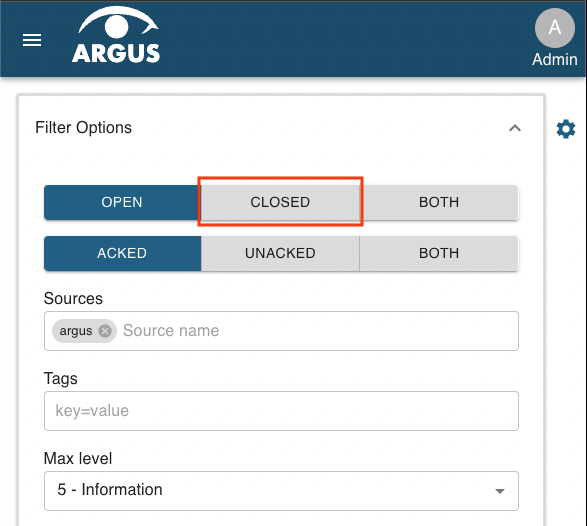 ARGUS
A
Admin
Filter Options
OPEN CLOSED BOTH
ACKED UNACKED BOTH
Sources
argus Source name
Tags
key=value
Max level
5 - Information